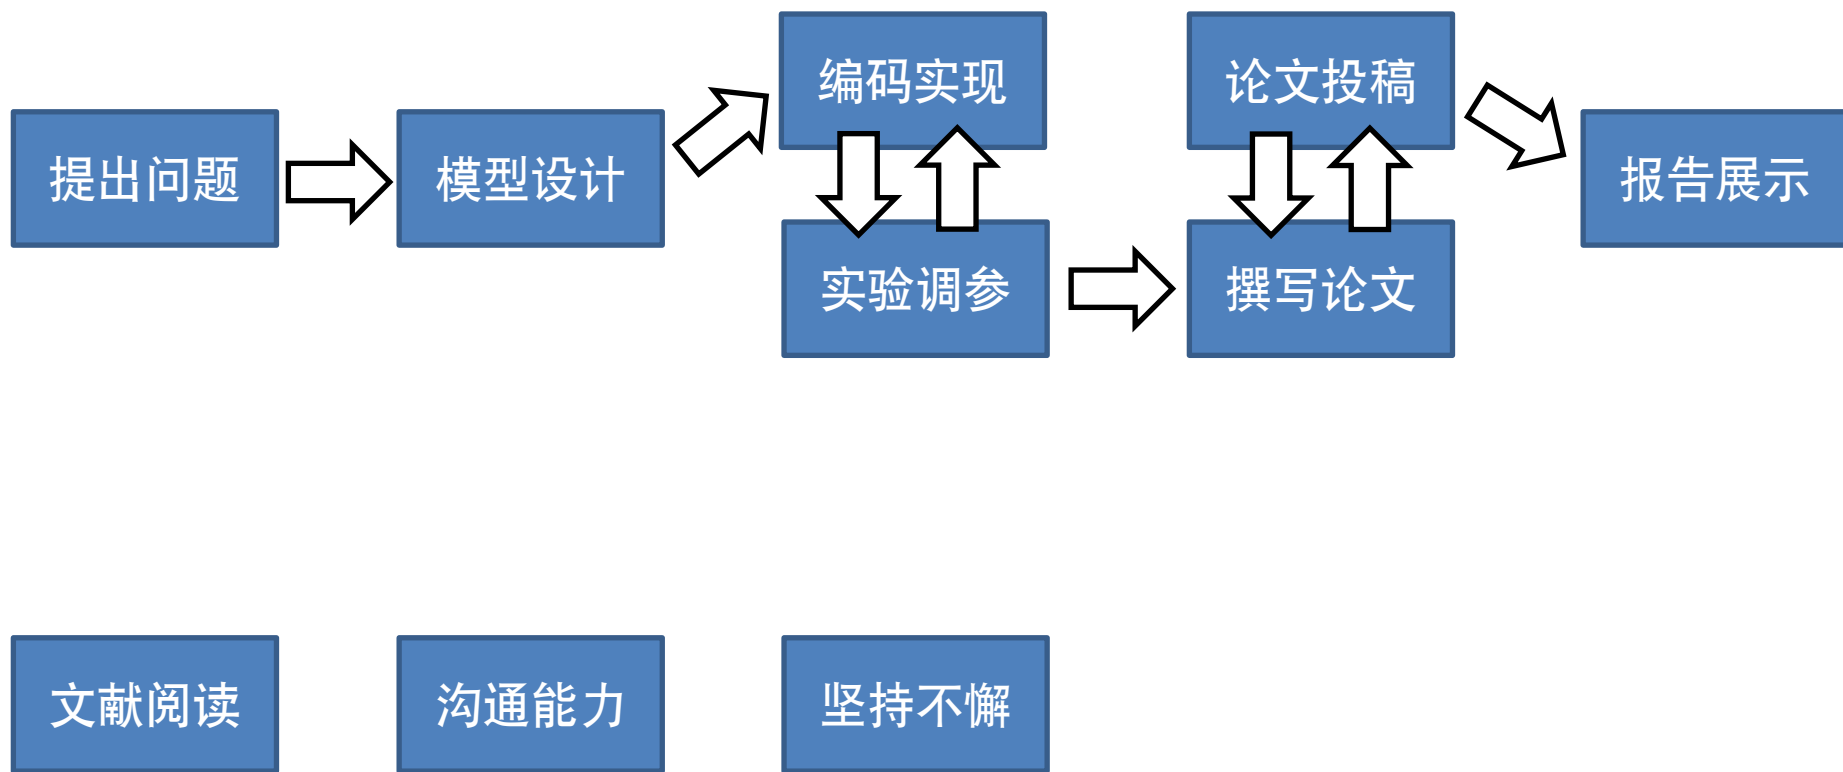 提出问题
模型设计
编码实现
实验调参
论文投稿
撰写论文
报告展示
文献阅读
沟通能力
坚持不懈